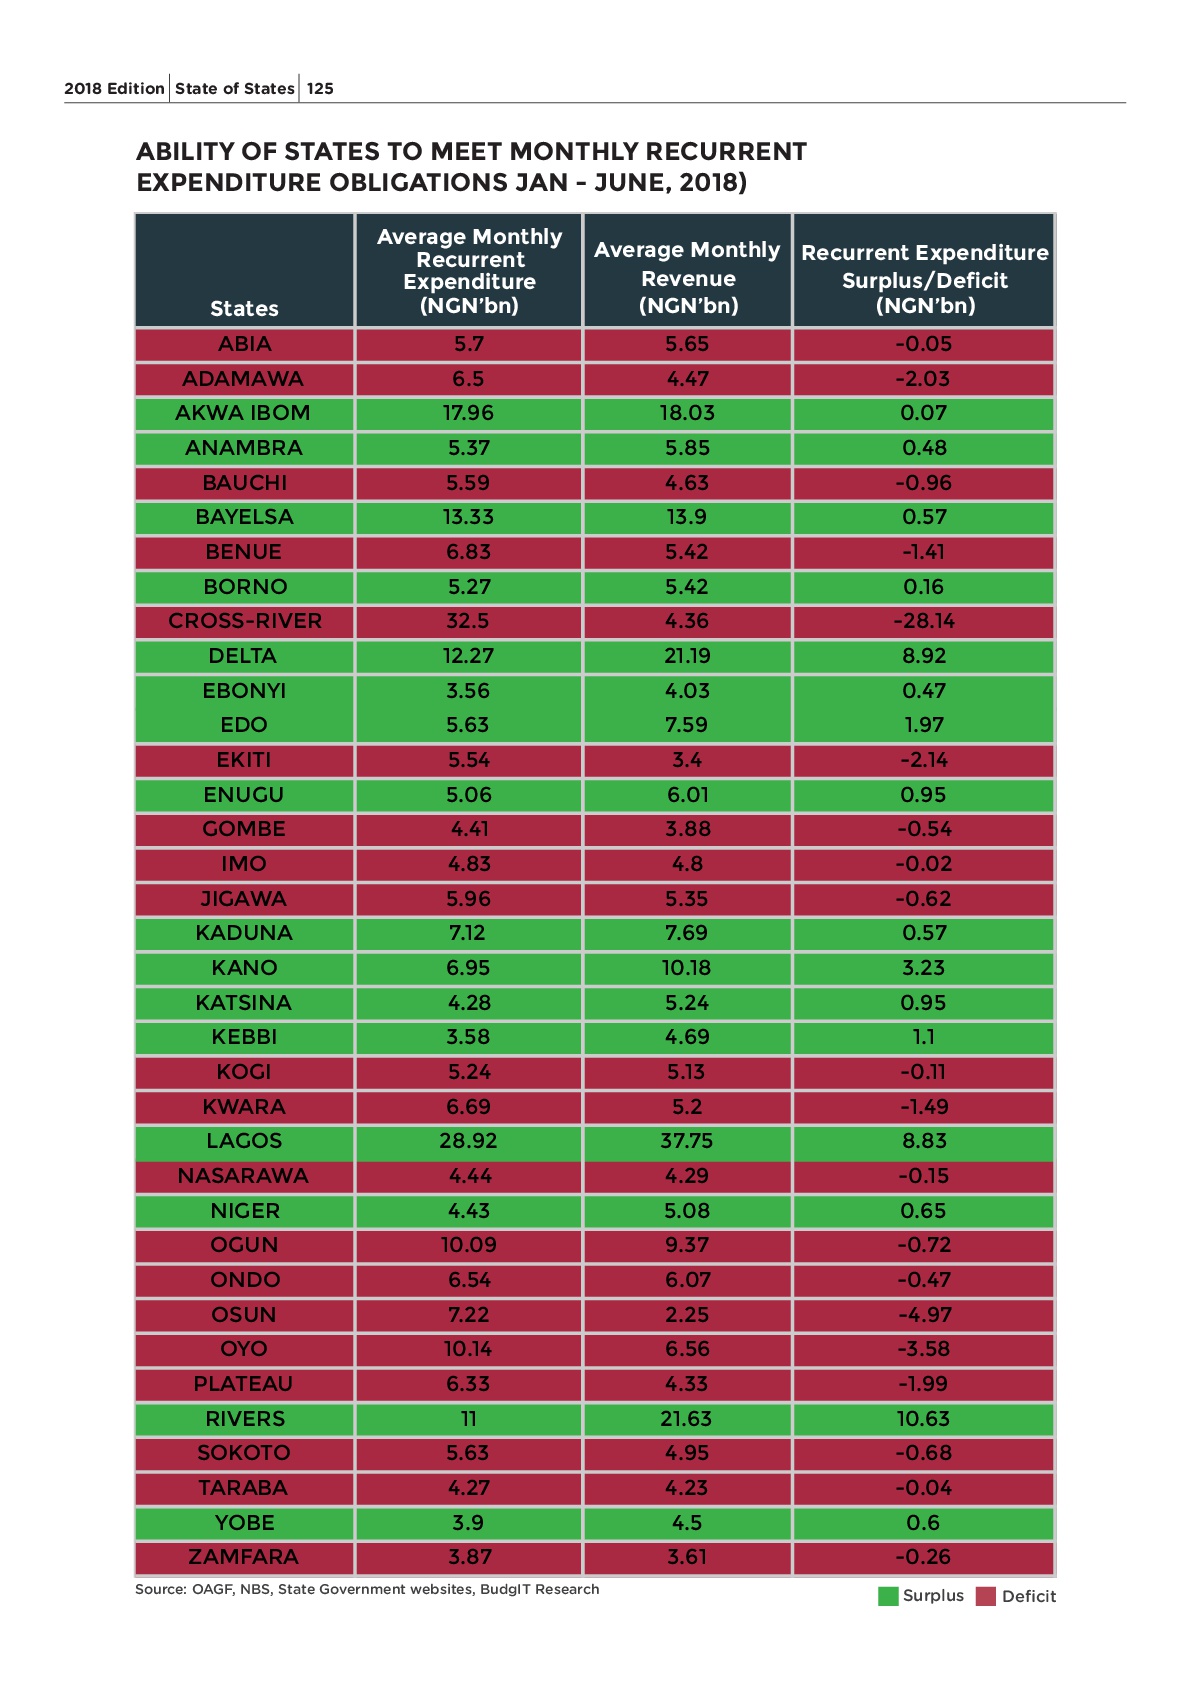 2018 Edition State of States 125
ABILITY OF STATES TO MEET MONTHLY RECURRENT
EXPENDITURE OBLIGATIONS JAN - JUNE, 2018)
States Average Monthly Recurrent Expenditure (NGN’bn) Average Monthly Revenue (NGN’bn) Recurrent Expenditure Surplus/Deficit (NGN’bn)
ABIA 5.7 5.65 -0.05
ADAMAWA 6.5 4.47 -2.03
AKWA IBOM 17.96 18.03 0.07
ANAMBRA 5.37 5.85 0.48
BAUCHI 5.59 4.63 -0.96
BAYELSA 13.33 13.9 0.57
BENUE 6.83 5.42 -1.41
BORNO 5.27 5.42 0.16
CROSS-RIVER 32.5 4.36 -28.14
DELTA 12.27 21.19 8.92
EBONYI 3.56 4.03 0.47
EDO 5.63 7.59 1.97
EKITI 5.54 3.4 -2.14
ENUGU 5.06 6.01 0.95
GOMBE 4.41 3.88 -0.54
IMO 4.83 4.8 -0.02
JIGAWA 5.96 5.35 -0.62
KADUNA 7.12 7.69 0.57
KANO 6.95 10.18 3.23
KATSINA 4.28 5.24 0.95
KEBBI 3.58 4.69 1.1
KOGI 5.24 5.13 -0.11
KWARA 6.69 5.2 -1.49
LAGOS 28.92 37.75 8.83
NASARAWA 4.44 4.29 -0.15
NIGER 4.43 5.08 0.65
OGUN 10.09 9.37 -0.72
ONDO 6.54 6.07 -0.47
OSUN 7.22 2.25 -4.97
OYO 10.14 6.56 -3.58
PLATEAU 6.33 4.33 -1.99
RIVERS 11 21.63 10.63
SOKOTO 5.63 4.95 -0.68
TARABA 4.27 4.23 -0.04
YOBE 3.9 4.5 0.6
ZAMFARA 3.87 3.61 -0.26
Source: OAGF, NBS, State Government websites, BudgIT Research
Surplus Deficit